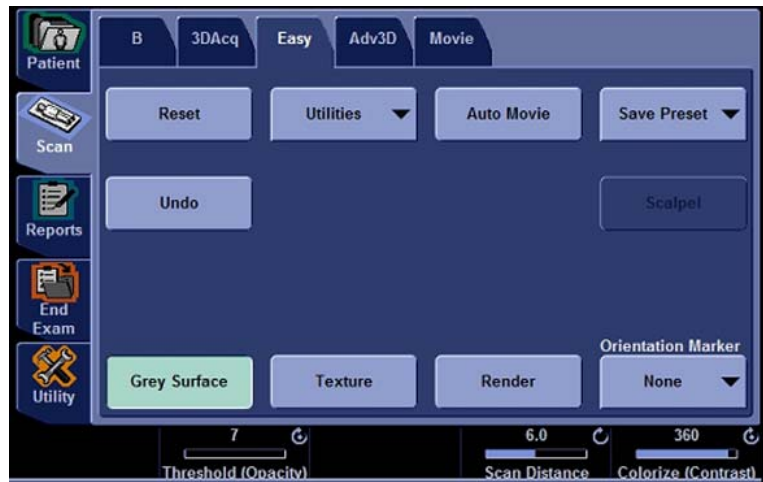 B 3DAcq Easy Adv3D Movie
Patient
Reset Utilities Auto Movie Save Preset
Scan
Undo Scalpel
Reports
End
Exam
Orientation Marker
Grey Surface Texture Render None
Utility
7 6.0 360
Threshold (Opacity) Scan Distance Colorize (Contrast)